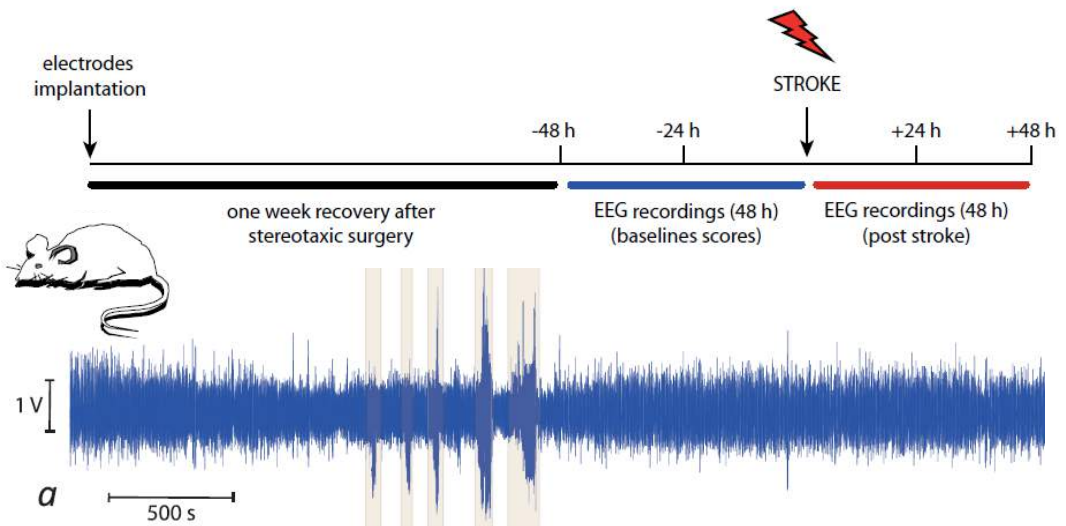 electrodes
implantation
STROKE
-48 h
-24 h
+24 h
+48h
one week recovery after
stereotaxic surgery
EEG recordings (48 h)
(baselines scores)
EEG recordings (48 h)
(post stroke)
1 V
a
500 s